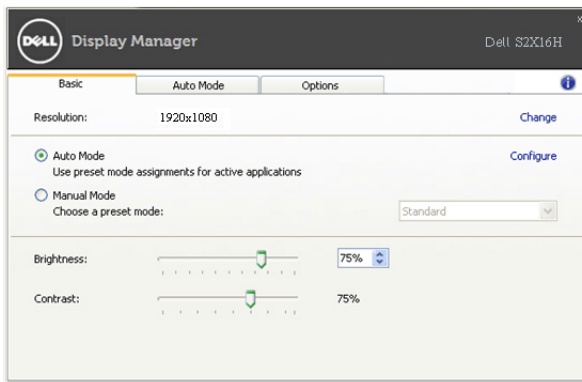 DELL Display Manager Dell S2X16H
x
Basic Auto Mode Options
Resolution: 1920x1080 Change
Auto Mode Configure
Use preset mode assignments for active applications
Manual Mode
Choose a preset mode: Standard
Brightness: 75%
Contrast: 75%